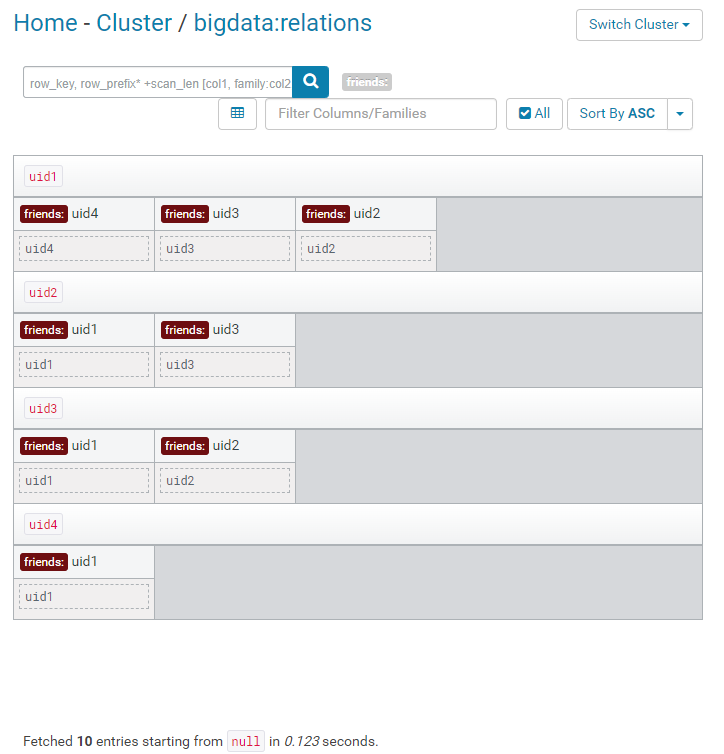 Home - Cluster / bigdata:relations
Switch Cluster
row_key, row_prefix* +scan_len [col1, family:col2
friends:
Filter Columns/Families
All
Sort By ASC
uid1
friends: uid4 friends: uid3 friends: uid2
uid4 uid3 uid2
uid2
friends: uid1 friends: uid3
uid1 uid3
uid3
friends: uid1 friends: uid2
uid1 uid2
uid4
friends: uid1
uid1
Fetched 10 entries starting from null in 0.123 seconds.